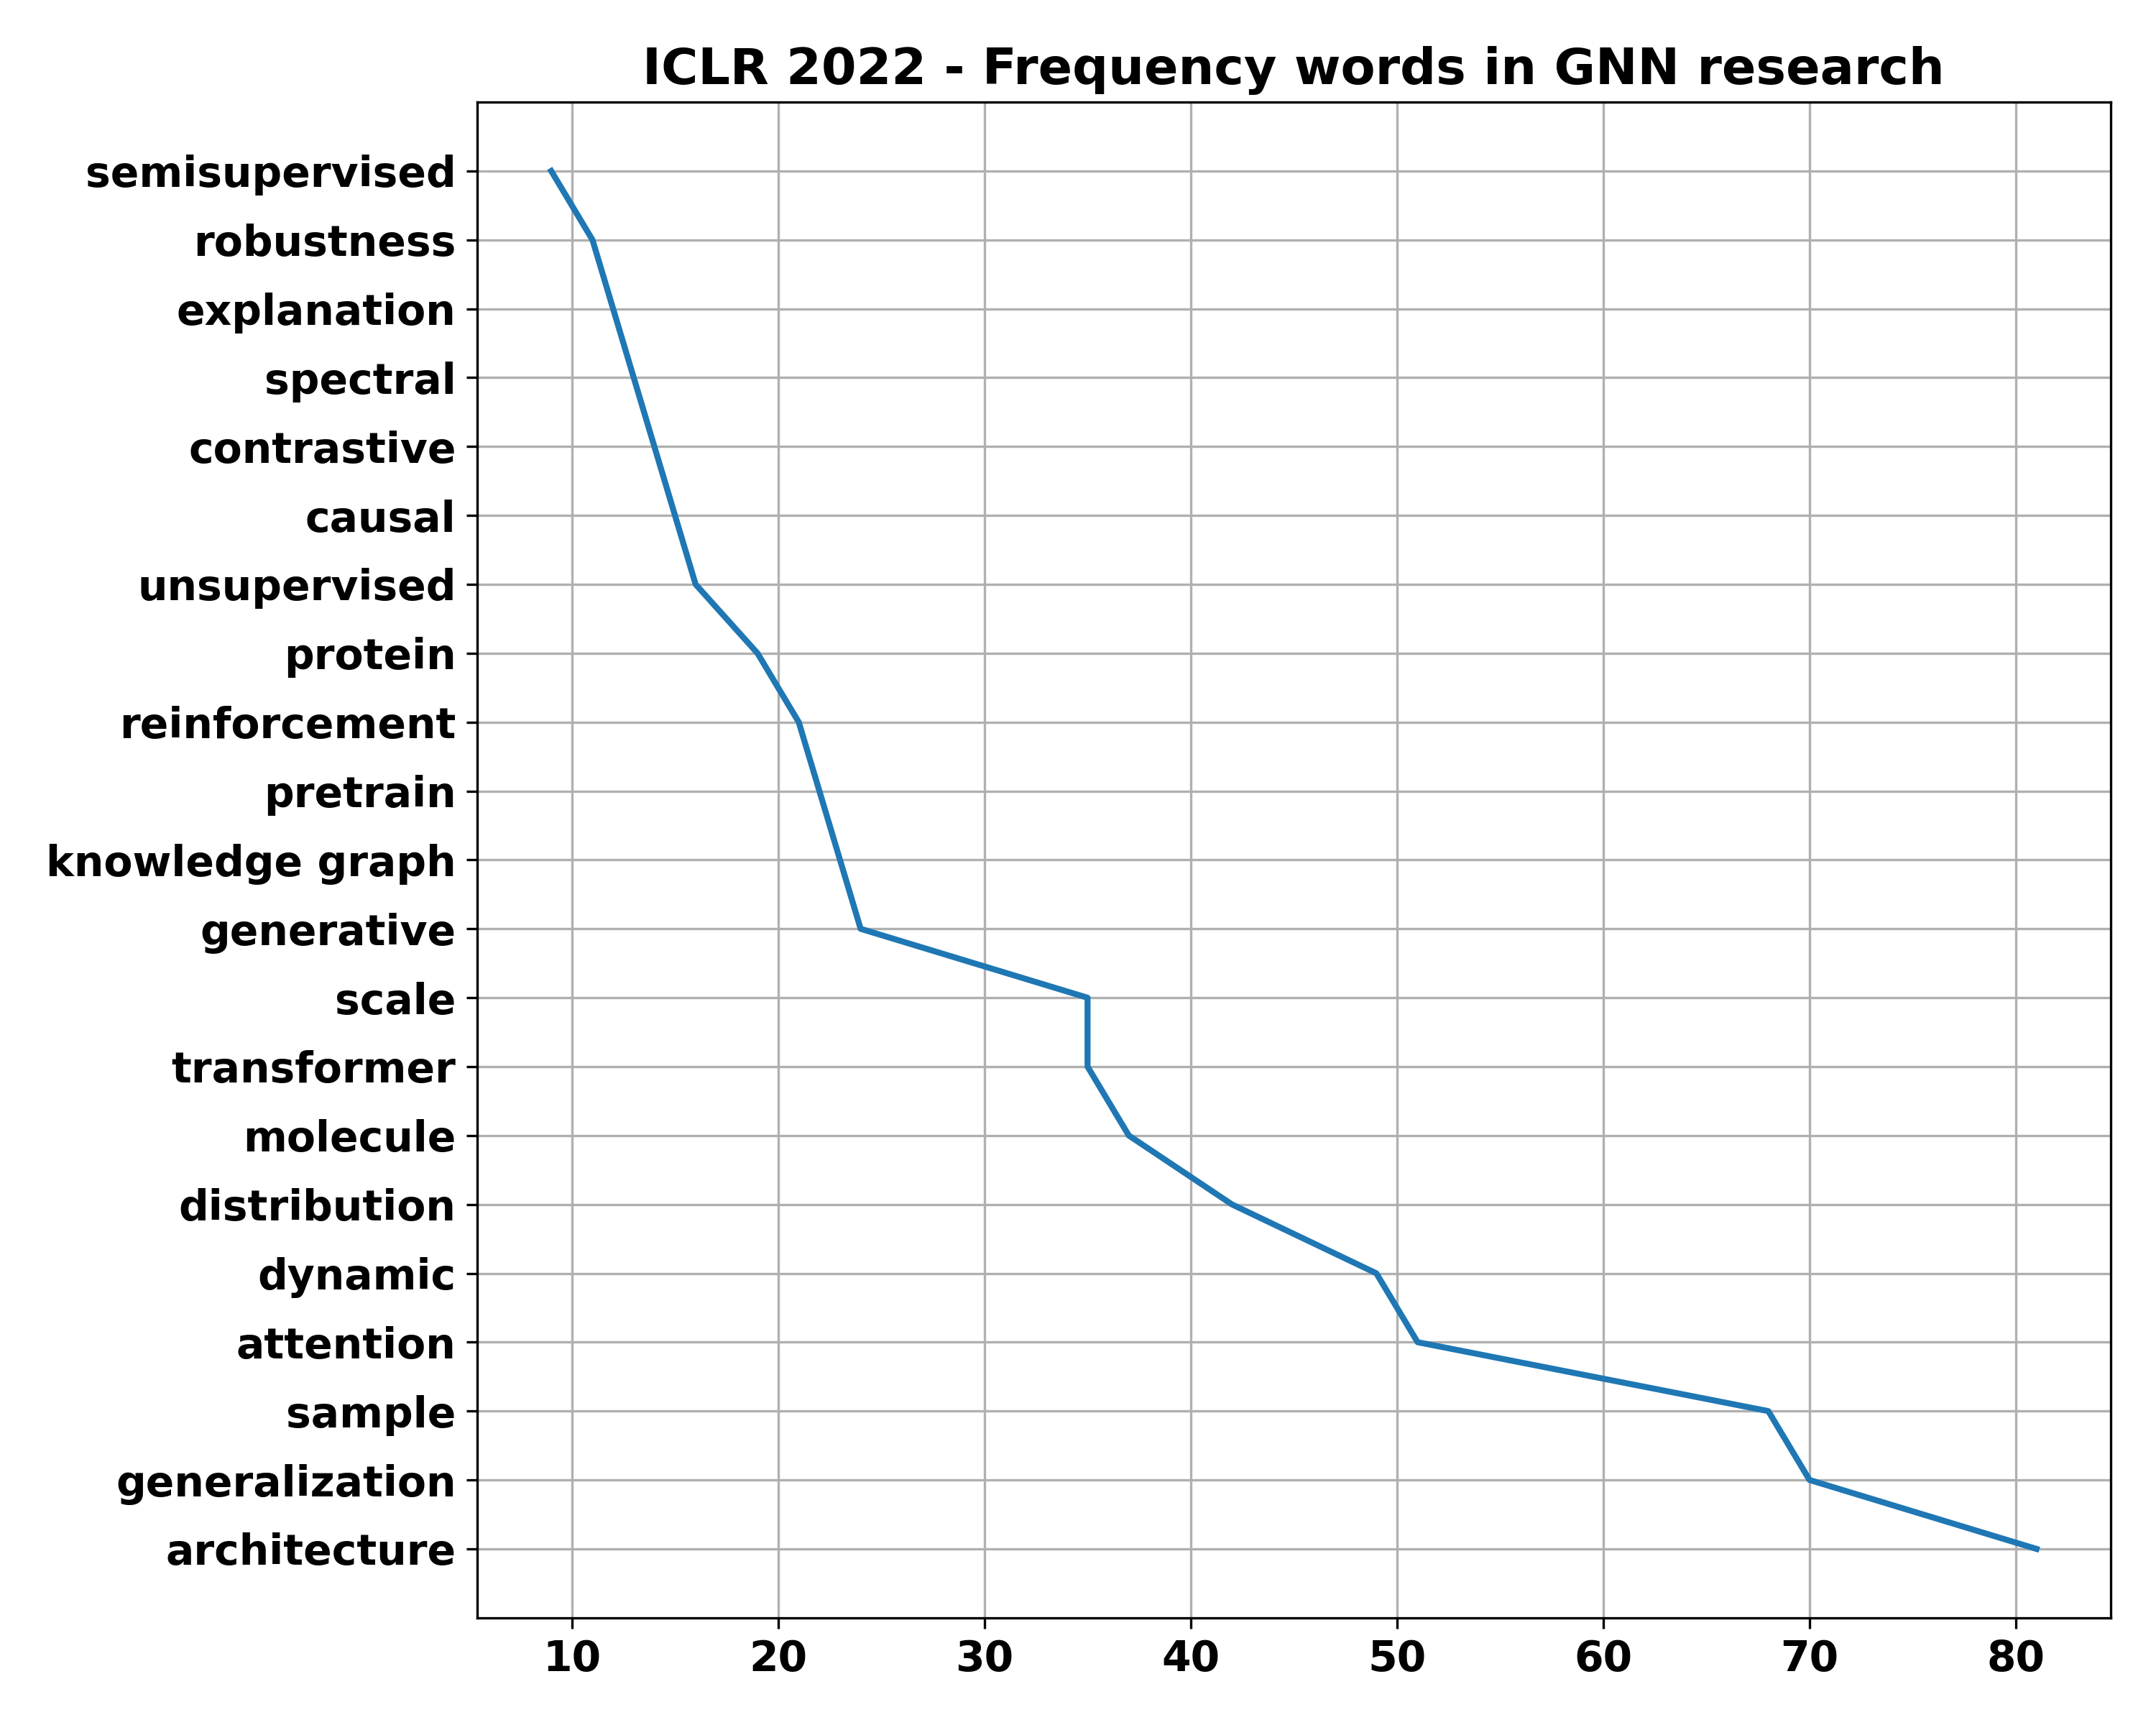 ICLR 2022 - Frequency words in GNN research
semisupervised
robustness
explanation
spectral
contrastive
causal
unsupervised
protein
reinforcement
pretrain
knowledge graph
generative
scale
transformer
molecule
distribution
dynamic
attention
sample
generalization
architecture
10 20 30 40 50 60 70 80